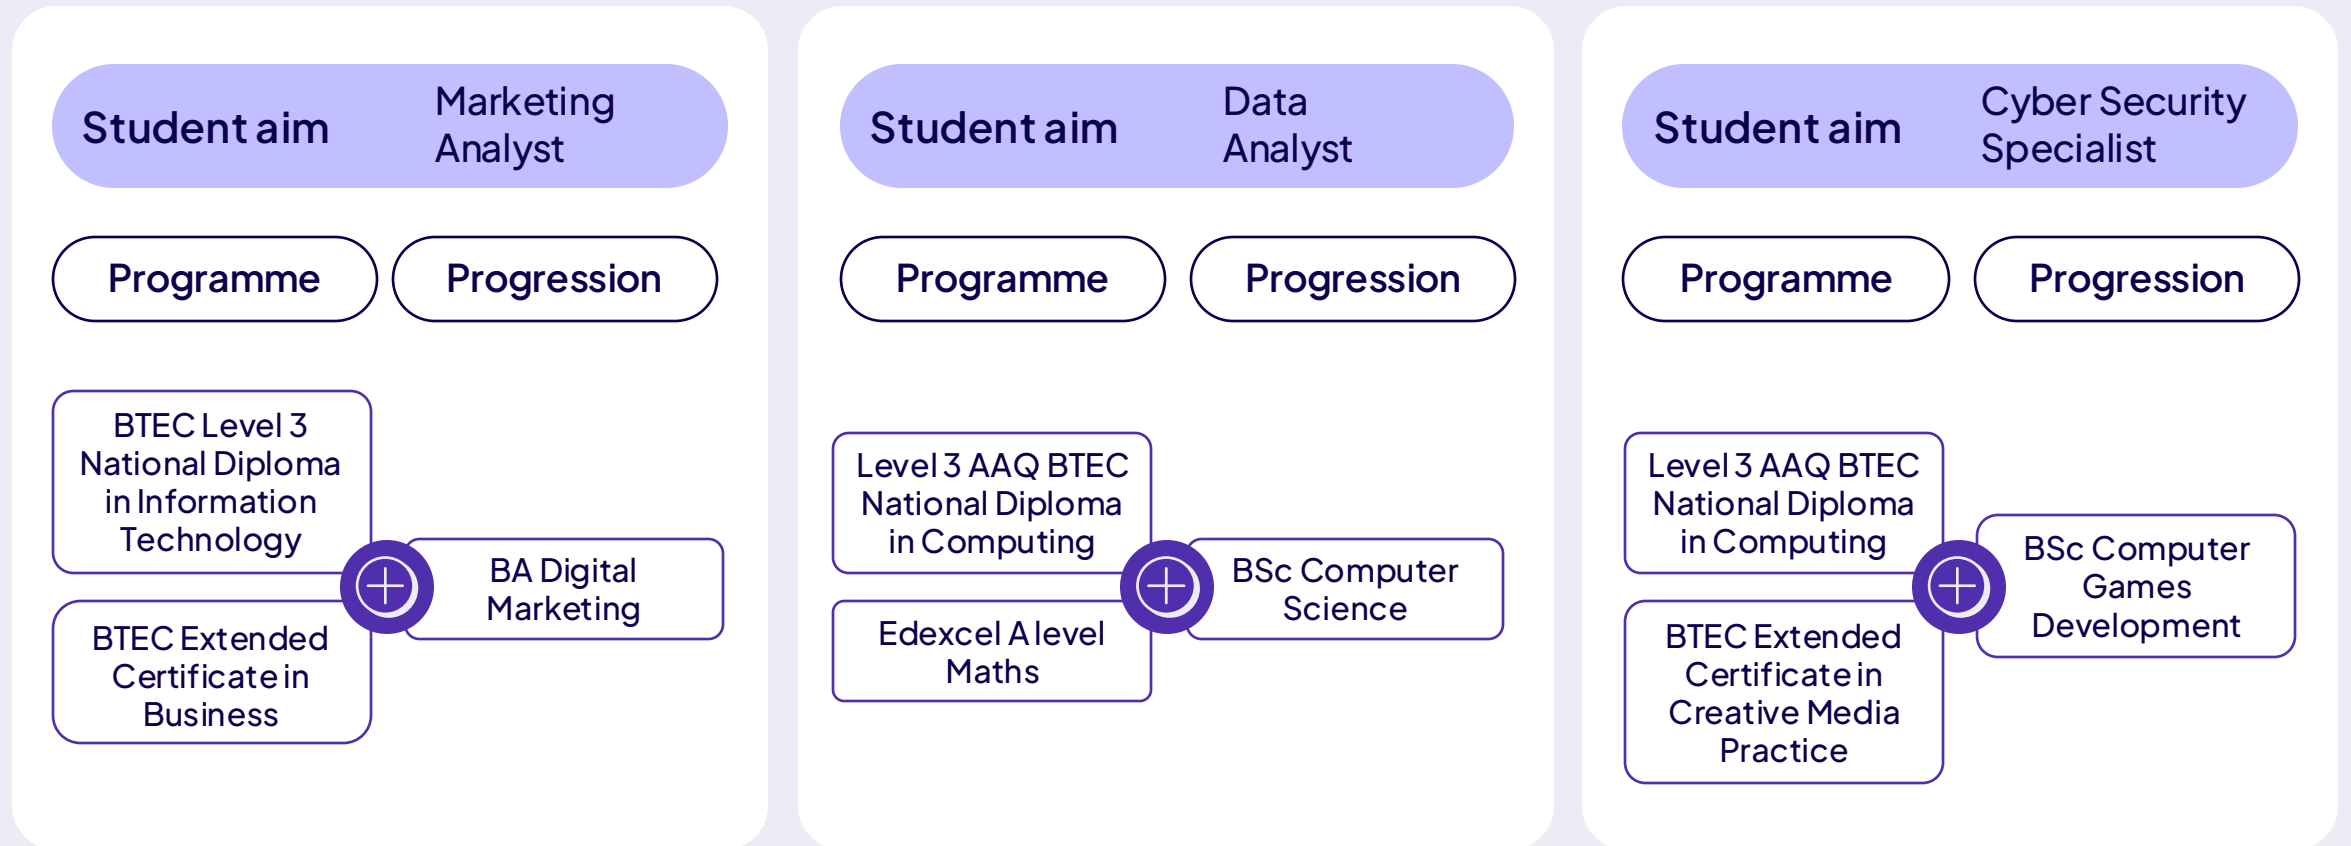 Student aim
Marketing
Analyst
Programme
Progression
BTEC Level 3
National Diploma
in Information
Technology
BTEC Extended
Certificate in
Business
BA Digital
Marketing
Student aim
Data
Analyst
Programme
Progression
Level 3 AAQ BTEC
National Diploma
in Computing
Edexcel A level
Maths
BSc Computer
Science
Student aim
Cyber Security
Specialist
Programme
Progression
Level 3 AAQ BTEC
National Diploma
in Computing
BTEC Extended
Certificate in
Creative Media
Practice
BSc Computer
Games
Development